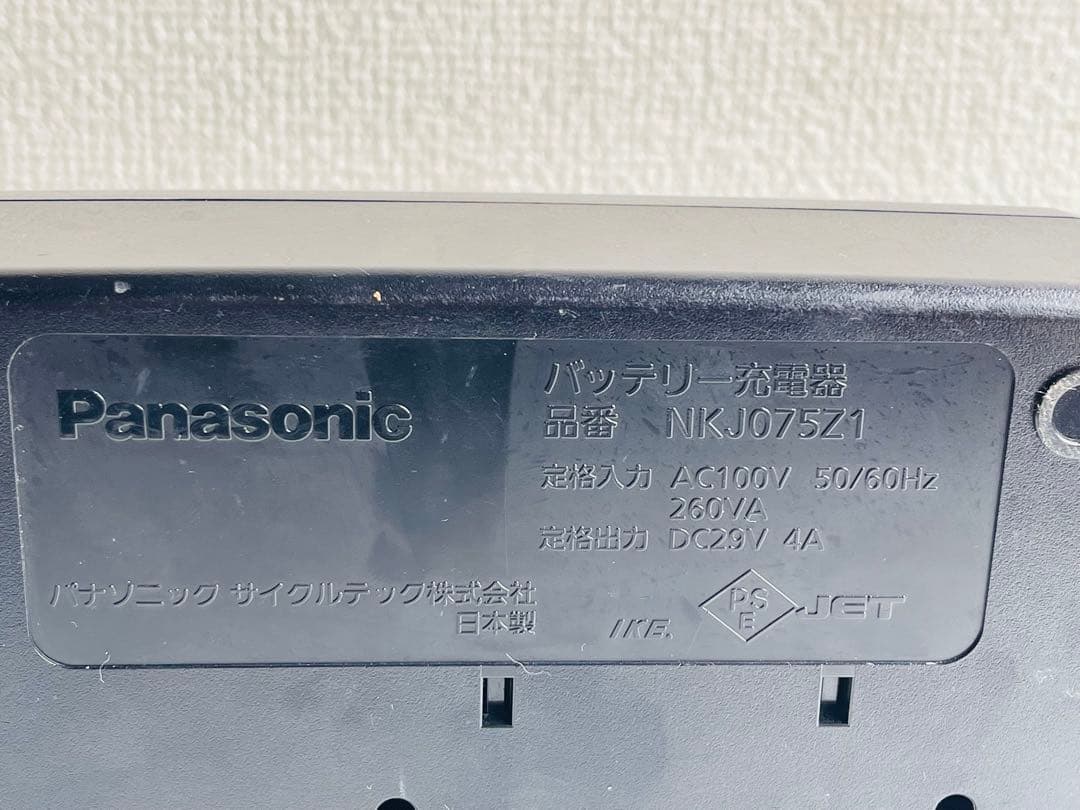 Panasonic
バッテリー充電器
品番 NKJ075Z1
定格入力 AC100V 50/60Hz
260VA
定格出力 DC29V 4A
パナソニック サイクルテック株式会社
日本製
IKE.
PS
E
JET